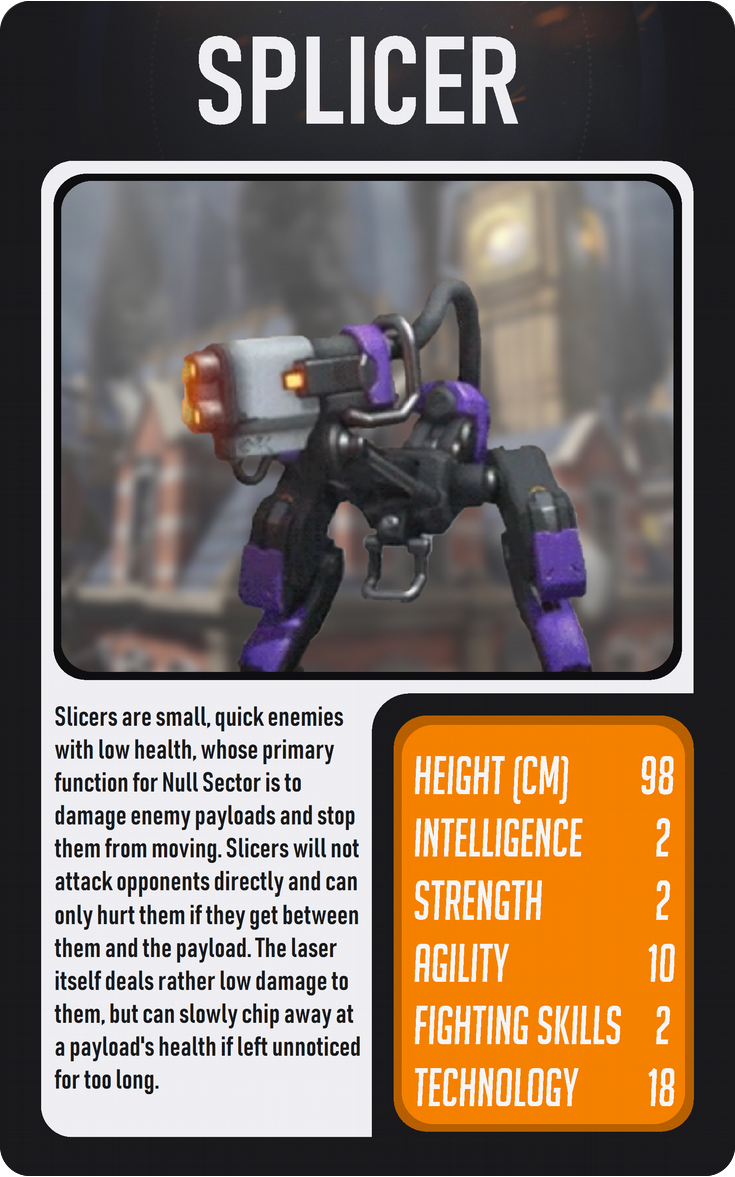 SPLICER
Slicers are small, quick enemies
with low health, whose primary
function for Null Sector is to
damage enemy payloads and stop
them from moving. Slicers will not
attack opponents directly and can
only hurt them if they get between
them and the payload. The laser
itself deals rather low damage to
them, but can slowly chip away at
a payload's health if left unnoticed
for too long.
HEIGHT (CM) 98
INTELLIGENCE 2
STRENGTH 2
AGILITY 10
FIGHTING SKILLS 2
TECHNOLOGY 18